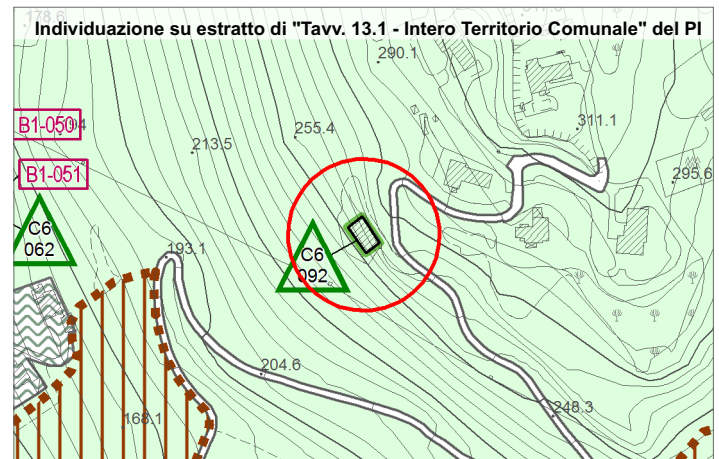 Individuazione su estratto di "Tavv. 13.1 - Intero Territorio Comunale" del PI
290.1
311.1
255.4
B1-050
213.5
B1-051
295.6
C6
062
193.1
C6
092
204.6
248.3
168.1